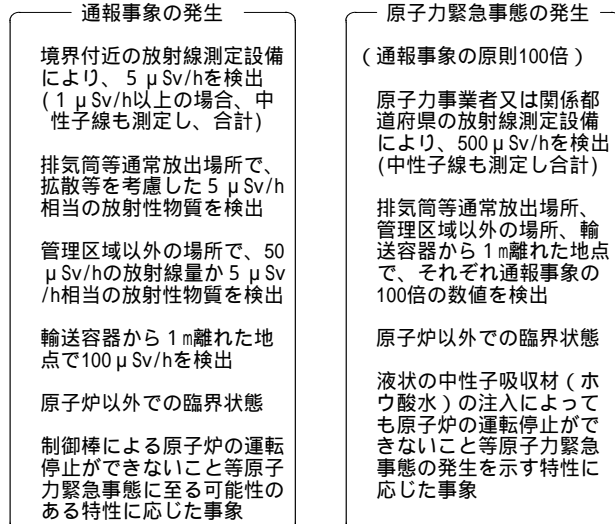 通報事象の発生
境界付近の放射線測定設備
により、５μSv/hを検出
(１μSv/h以上の場合、中
性子線も測定し、合計)
排気筒等通常放出場所で、
拡散等を考慮した５μSv/h
相当の放射性物質を検出
管理区域以外の場所で、50
μSv/hの放射線量か５μSv
/h相当の放射性物質を検出
輸送容器から１m離れた地
点で100μSv/hを検出
原子炉以外での臨界状態
制御棒による原子炉の運転
停止ができないこと等原子
力緊急事態に至る可能性の
ある特性に応じた事象
原子力緊急事態の発生
（通報事象の原則100倍）
原子力事業者又は関係都
道府県の放射線測定設備
により、500μSv/hを検出
(中性子線も測定し合計)
排気筒等通常放出場所、
管理区域以外の場所、輸
送容器から１m離れた地点
で、それぞれ通報事象の
100倍の数値を検出
原子炉以外での臨界状態
液状の中性子吸収材（ホ
ウ酸水）の注入によって
も原子炉の運転停止がで
きないこと等原子力緊急
事態の発生を示す特性に
応じた事象